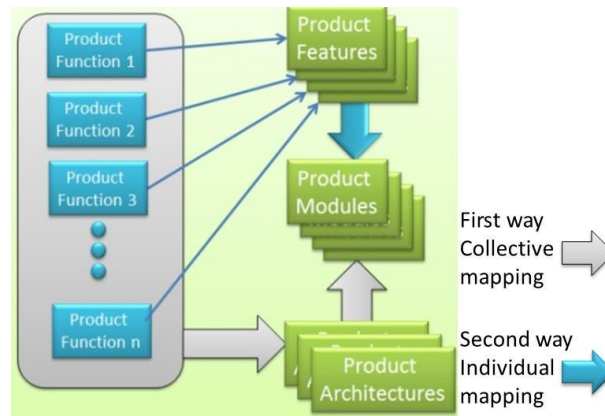 Product
Function 1
Product
Function 2
Product
Function 3
Product
Function n
Product
Features
Product
Modules
Product
Architectures
First way
Collective
mapping
Second way
Individual
mapping